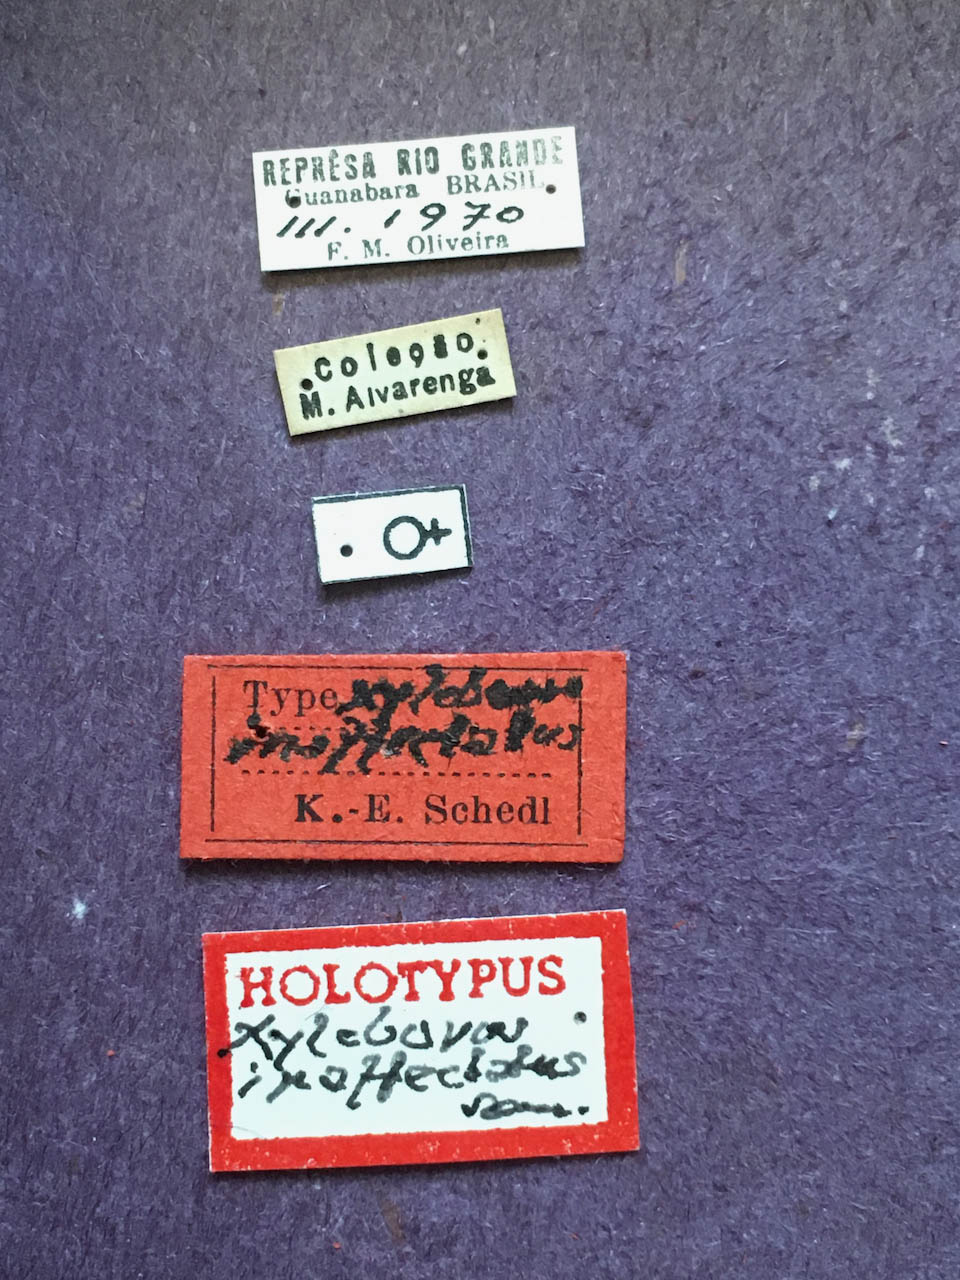 REPRÊSA RIO GRANDE
Guanabara BRASIL
III. 1970
F. M. Oliveira
Coleção
M. Alvarenga
♀
Type Xyleborus
inaffectatus
K.-E. Schedl
HOLOTYPUS
Xyleborus
inaffectatus